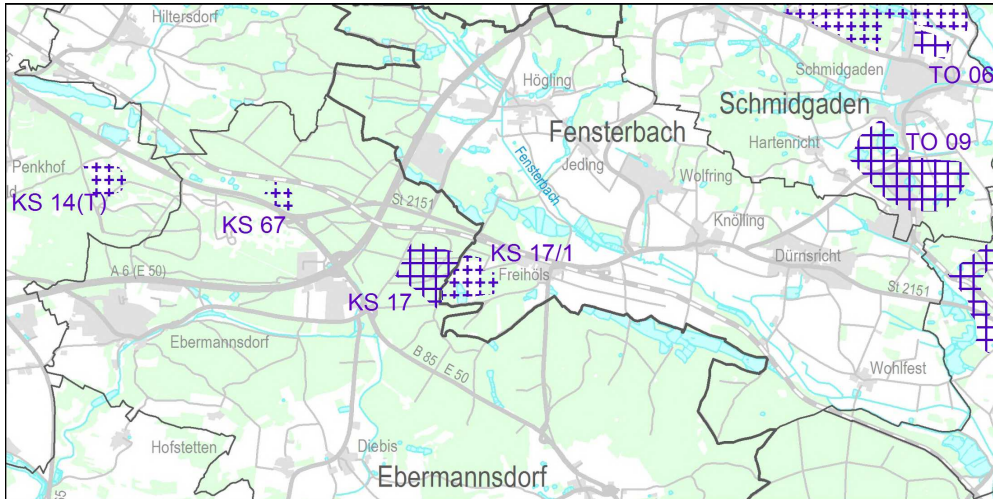 Hiltersdorf
Högling
Schmidgaden
TO 06
Schmidgaden
Fensterbach
Hartenricht
TO 09
Penkhof
Jeding
Fensterbach
Wolfring
KS 14(T)
St 2151
KS 67
Knölling
KS 17/1
Dürnsricht
A 6 (E 50)
Freihöls
KS 17
St 2151
Ebermannsdorf
B 85 / E 50
Wohlfest
Hofstetten
Diebis
Ebermannsdorf